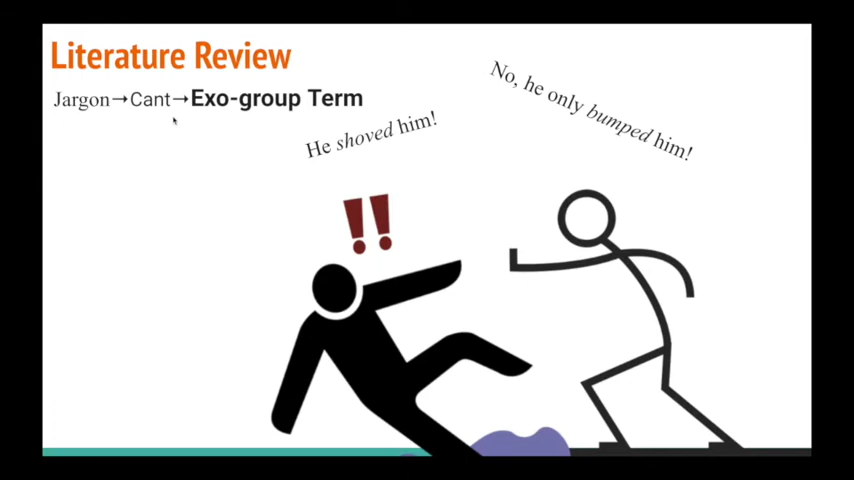 Literature Review
Jargon→Cant→Exo-group Term
He shoved him!
No, he only bumped him!
!!